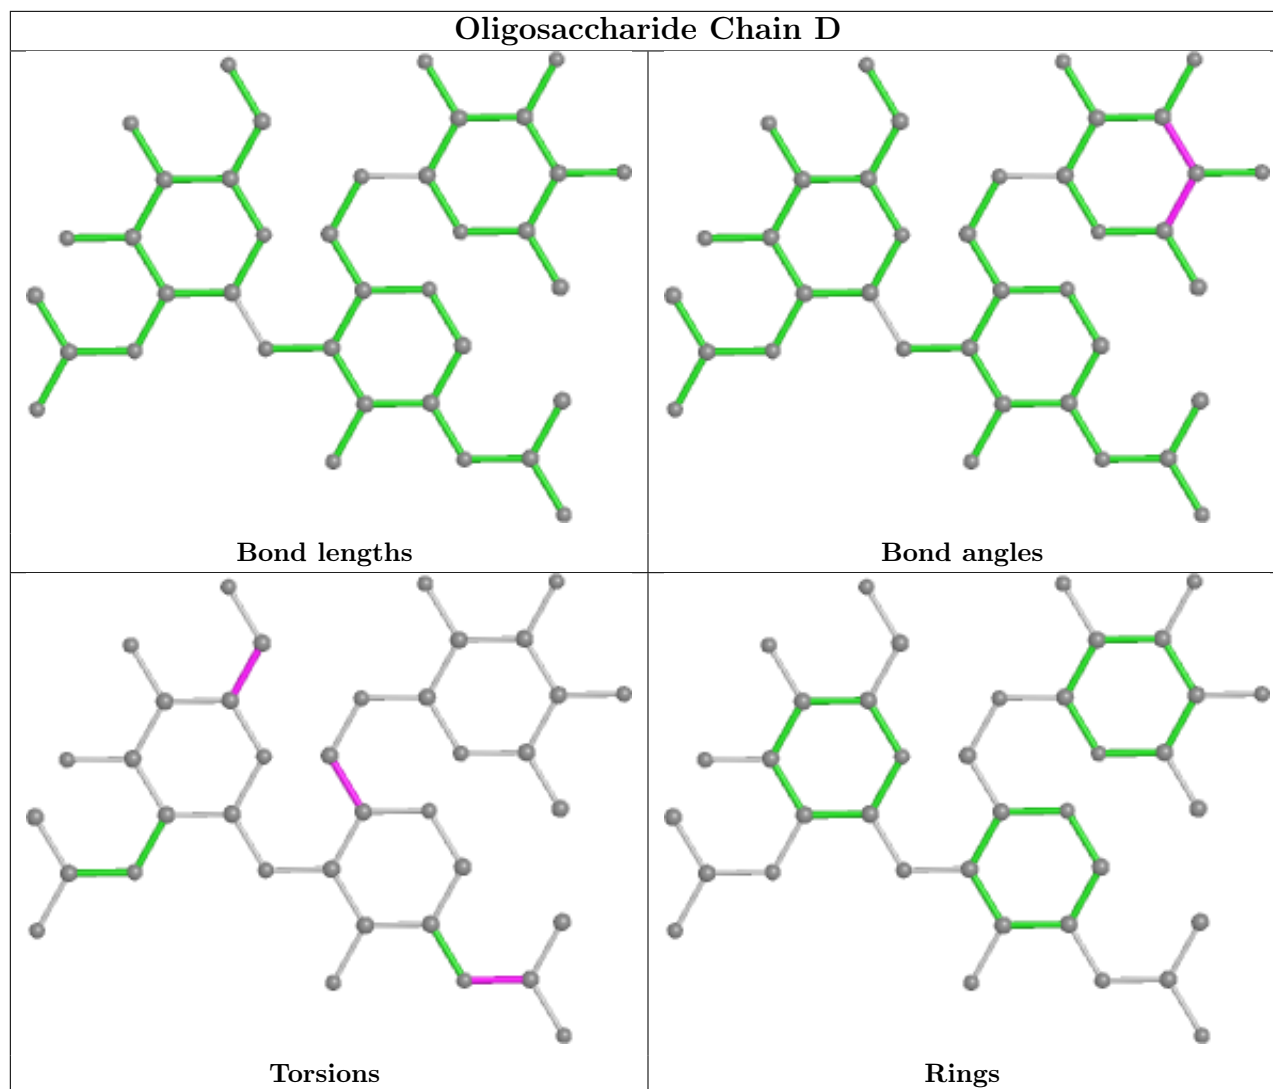 Oligosaccharide Chain D
Bond lengths
Bond angles
Torsions
Rings